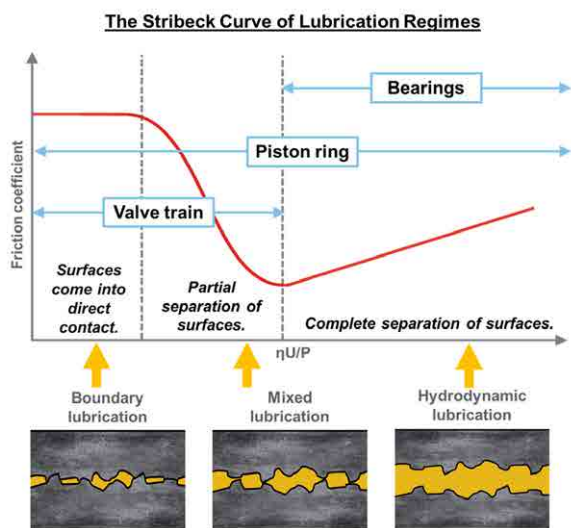 The Stribeck Curve of Lubrication Regimes
Bearings
Piston ring
Valve train
Friction coefficient
Surfaces
come into
direct
contact.
Partial
separation of
surfaces.
Complete separation of surfaces.
ηU/P
Boundary
lubrication
Mixed
lubrication
Hydrodynamic
lubrication